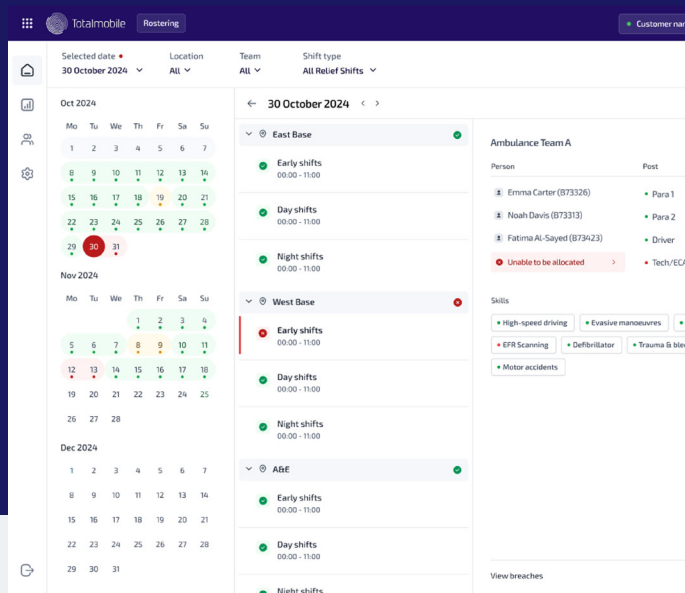 Totalmobile Rostering
Customer
Selected date Location Team Shift type
30 October 2024 All All All Relief Shifts
Oct 2024
Mo Tu We Th Fr Sa Su
1 2 3 4 5 6 7
8 9 10 11 12 13 14
15 16 17 18 19 20 21
22 23 24 25 26 27 28
29 30 31
Nov 2024
Mo Tu We Th Fr Sa Su
1 2 3 4
5 6 7 8 9 10 11
12 13 14 15 16 17 18
19 20 21 22 23 24 25
26 27 28
Dec 2024
1 2 3 4 5 6 7
8 9 10 11 12 13 14
15 16 17 18 19 20 21
22 23 24 25 26 27 28
29 30 31
30 October 2024
East Base
Early shifts
00:00 - 11:00
Day shifts
00:00 - 11:00
Night shifts
00:00 - 11:00
West Base
Early shifts
00:00 - 11:00
Day shifts
00:00 - 11:00
Night shifts
00:00 - 11:00
A&E
Early shifts
00:00 - 11:00
Day shifts
00:00 - 11:00
Night shifts
Ambulance Team A
Person Post
Emma Carter (B73326) Para 1
Noah Davis (B73313) Para 2
Fatima Al-Sayed (B73423) Driver
Unable to be allocated Tech/ECA
Skills
High-speed driving Evasive manoeuvres
EFR Scanning Defibrillator Trauma &
Motor accidents
View breaches